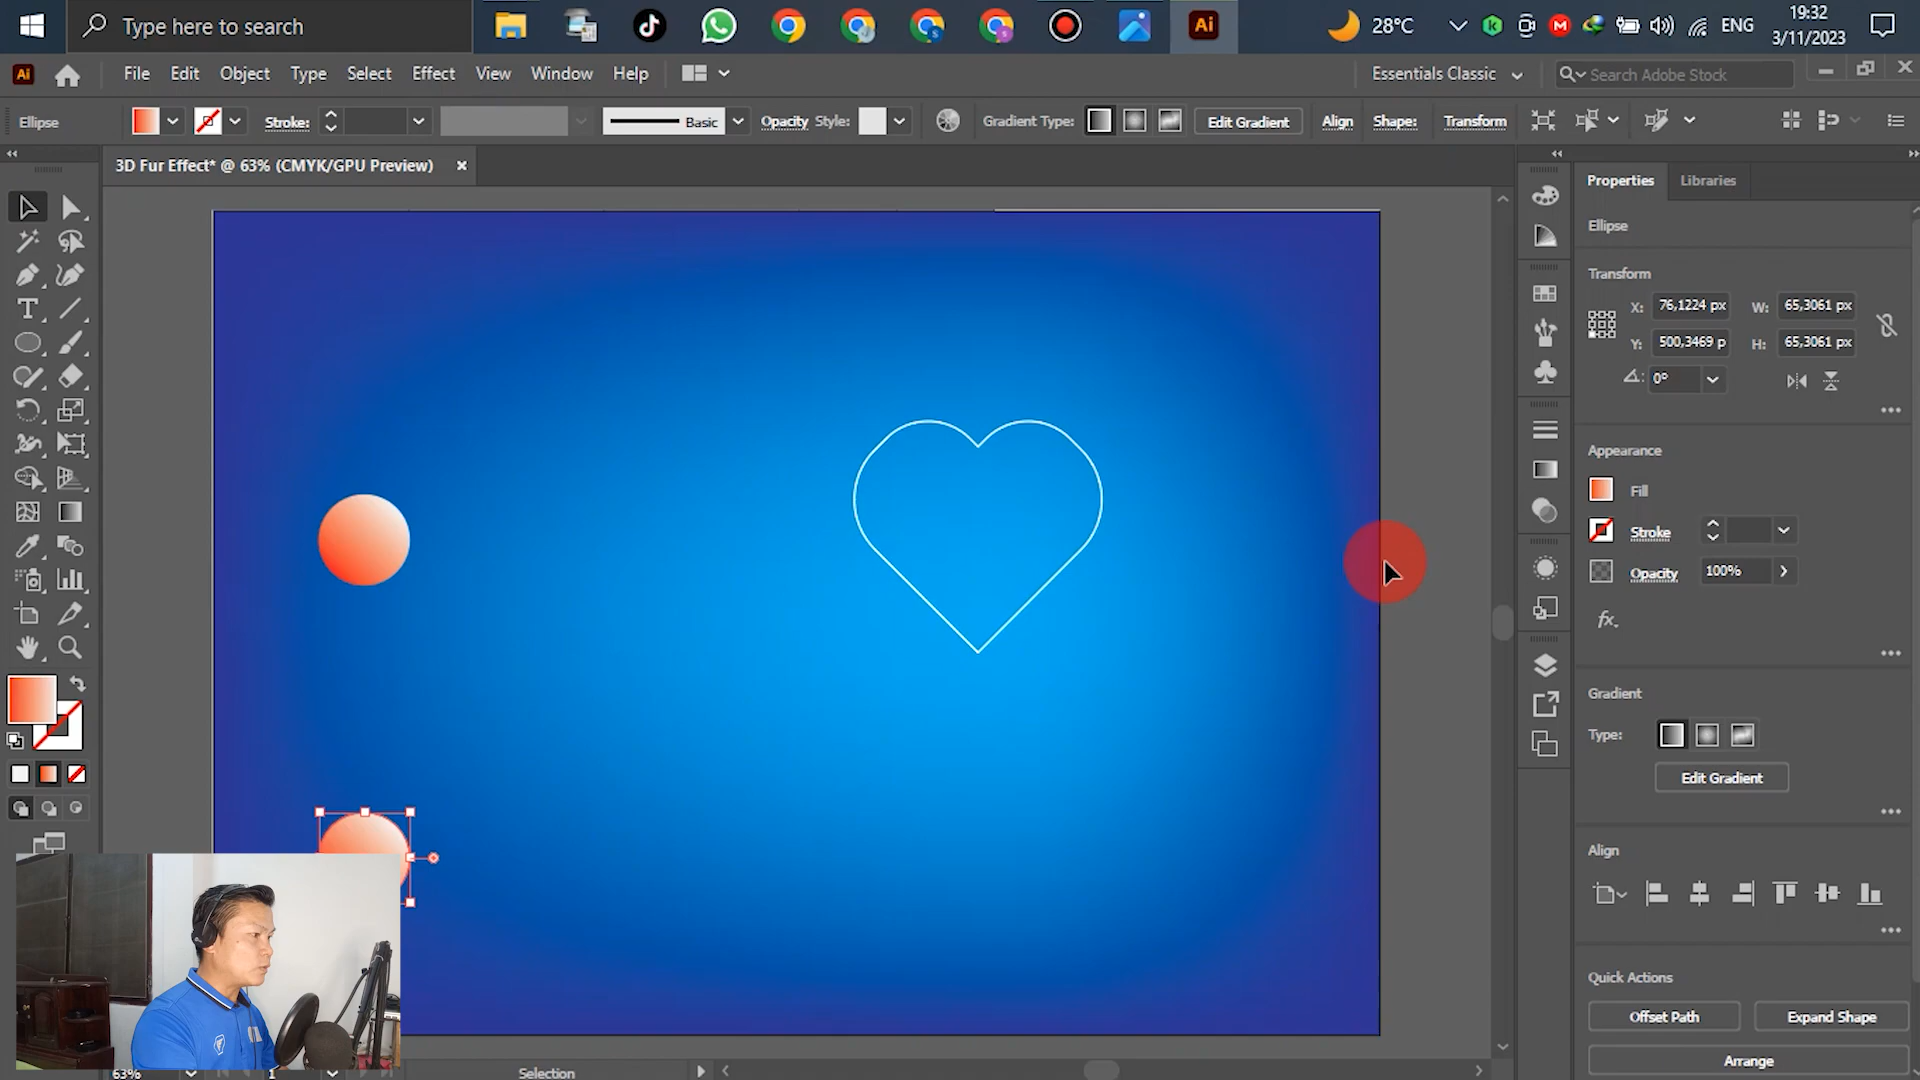 Type here to search
28°C
ENG
19:32
3/11/2023
Ai
Ai
File Edit Object Type Select Effect View Window Help
Essentials Classic
Search Adobe Stock
Ellipse
Stroke:
Basic
Opacity Style:
Gradient Type:
Edit Gradient
Align
Shape:
Transform
3D Fur Effect* @ 63% (CMYK/GPU Preview)
Properties
Libraries
Ellipse
Transform
X: 76,1224 px W: 65,3061 px
Y: 500,3469 p H: 65,3061 px
0°
Appearance
Fill
Stroke
Opacity 100%
fx.
Gradient
Type:
Edit Gradient
Align
Quick Actions
Offset Path
Expand Shape
Arrange
63%
1
Selection